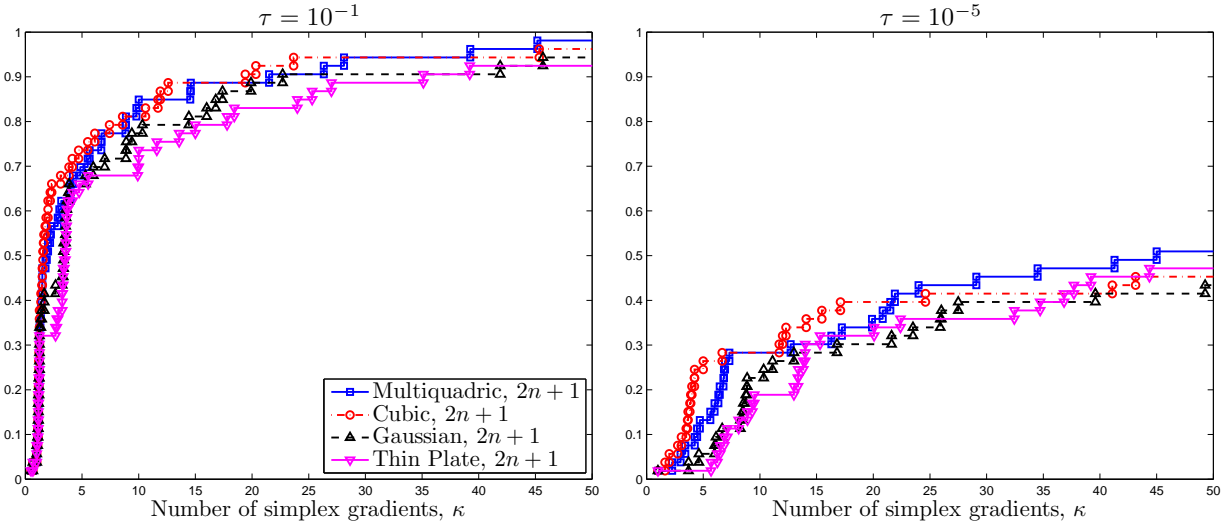 τ = 10⁻¹
1
0.9
0.8
0.7
0.6
0.5
0.4
0.3
0.2
0.1
0
0 5 10 15 20 25 30 35 40 45 50
Number of simplex gradients, κ
Multiquadric, 2n + 1
Cubic, 2n + 1
Gaussian, 2n + 1
Thin Plate, 2n + 1
τ = 10⁻⁵
1
0.9
0.8
0.7
0.6
0.5
0.4
0.3
0.2
0.1
0
0 5 10 15 20 25 30 35 40 45 50
Number of simplex gradients, κ